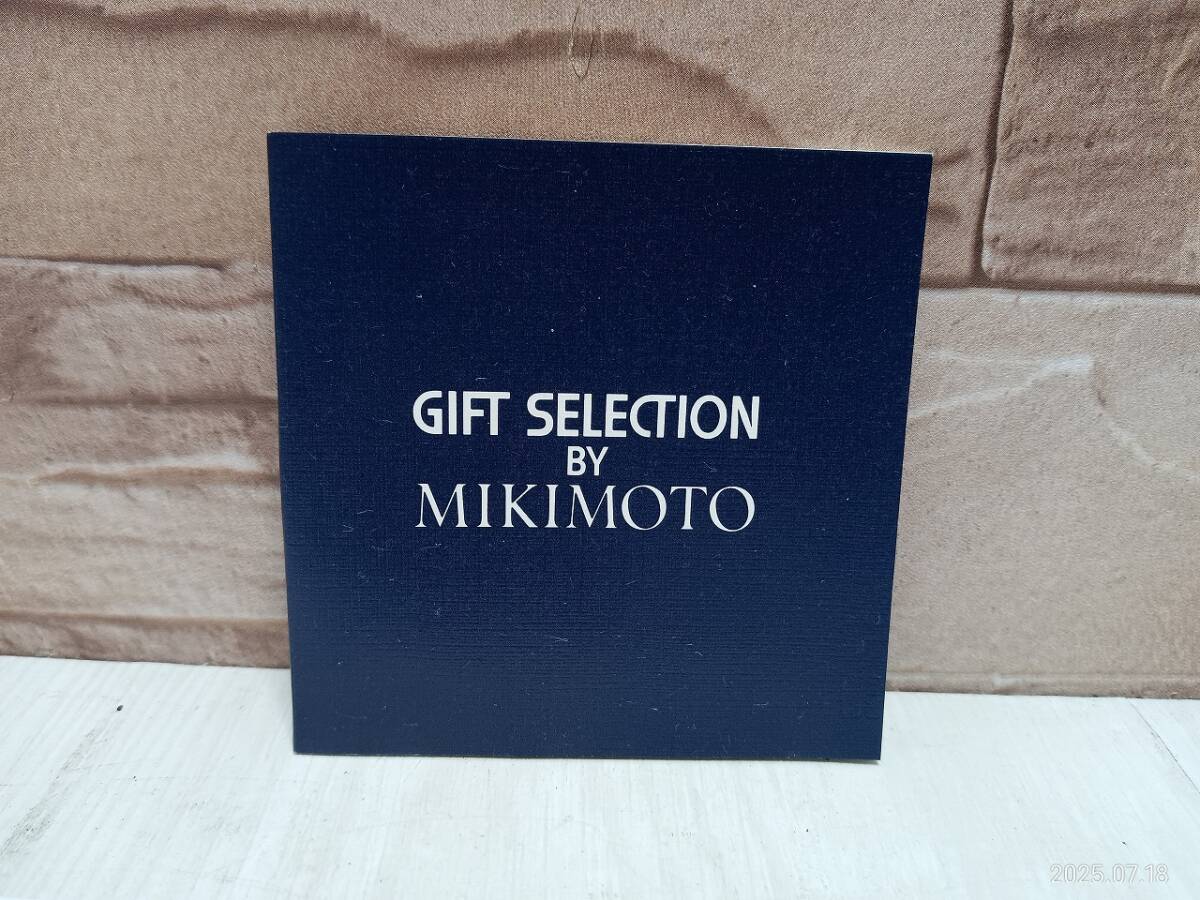 GIFT SELECTION
BY
MIKIMOTO
2025.07.18